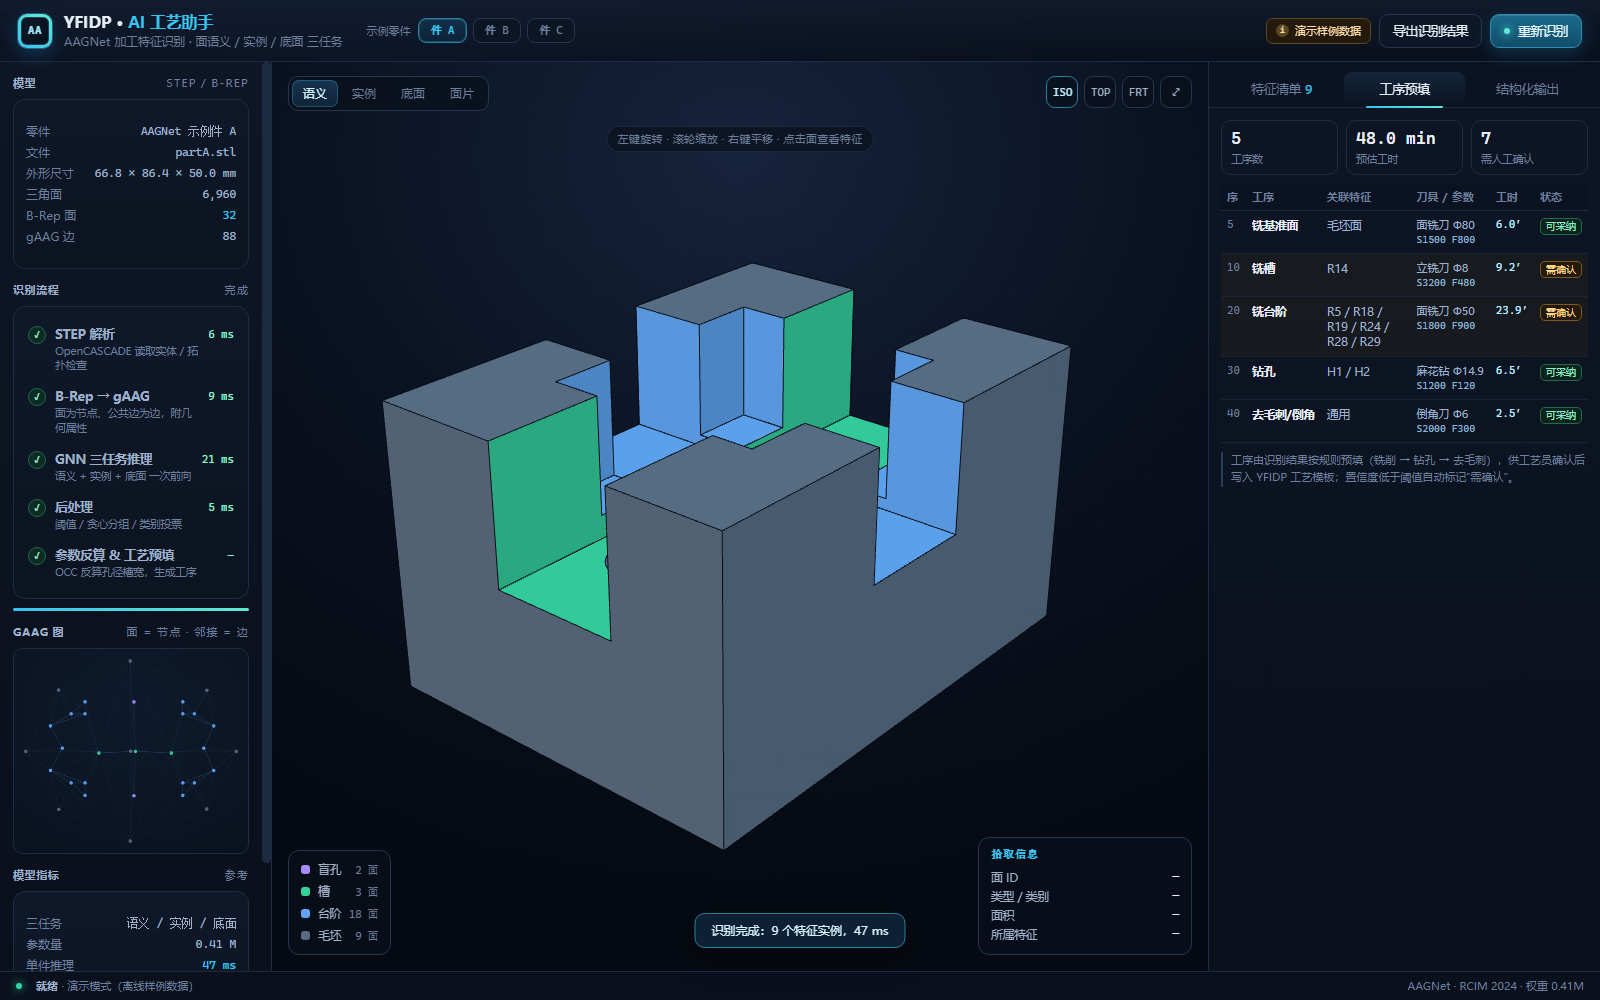 AA
YFIDP • AI 工艺助手
AAGNet 加工特征识别 · 面语义 / 实例 / 底面 三任务
示例零件 件 A 件 B 件 C
i 演示样例数据
导出识别结果
重新识别
模型 STEP / B-REP
零件 AAGNet 示例件 A
文件 partA.stl
外形尺寸 66.8 × 86.4 × 50.0 mm
三角面 6,960
B-Rep 面 32
gAAG 边 88
识别流程 完成
STEP 解析 6 ms
OpenCASCADE 读取实体 / 拓
扑检查
B-Rep → gAAG 9 ms
面为节点、公共边为边，附几
何属性
GNN 三任务推理 21 ms
语义 + 实例 + 底面 一次前向
后处理 5 ms
阈值 / 贪心分组 / 类别投票
参数反算 & 工艺预填 —
OCC 反算孔径槽宽，生成工序
GAAG 图 面 = 节点 · 邻接 = 边
模型指标 参考
三任务 语义 / 实例 / 底面
参数量 0.41 M
单件推理 47 ms
语义 实例 底面 面片
ISO TOP FRT ⤢
左键旋转 · 滚轮缩放 · 右键平移 · 点击面查看特征
盲孔 2 面
槽 3 面
台阶 18 面
毛坯 9 面
识别完成：9 个特征实例，47 ms
拾取信息
面 ID —
类型 / 类别 —
面积 —
所属特征 —
特征清单 9 工序预填 结构化输出
5 48.0 min 7
工序数 预估工时 需人工确认
序 工序 关联特征 刀具 / 参数 工时 状态
5 铣基准面 毛坯面 面铣刀 Φ80 6.0′ 可采纳
S1500 F800
10 铣槽 R14 立铣刀 Φ8 9.2′ 需确认
S3200 F480
20 铣台阶 R5 / R18 / 面铣刀 Φ50 23.9′ 需确认
R19 / R24 / S1800 F900
R28 / R29
30 钻孔 H1 / H2 麻花钻 Φ14.9 6.5′ 可采纳
S1200 F120
40 去毛刺/倒角 通用 倒角刀 Φ6 2.5′ 可采纳
S2000 F300
工序由识别结果按规则预填（铣削 → 钻孔 → 去毛刺），供工艺员确认后
写入 YFIDP 工艺模板；置信度低于阈值自动标记“需确认”。
就绪 · 演示模式（离线样例数据）
AAGNet · RCIM 2024 · 权重 0.41M